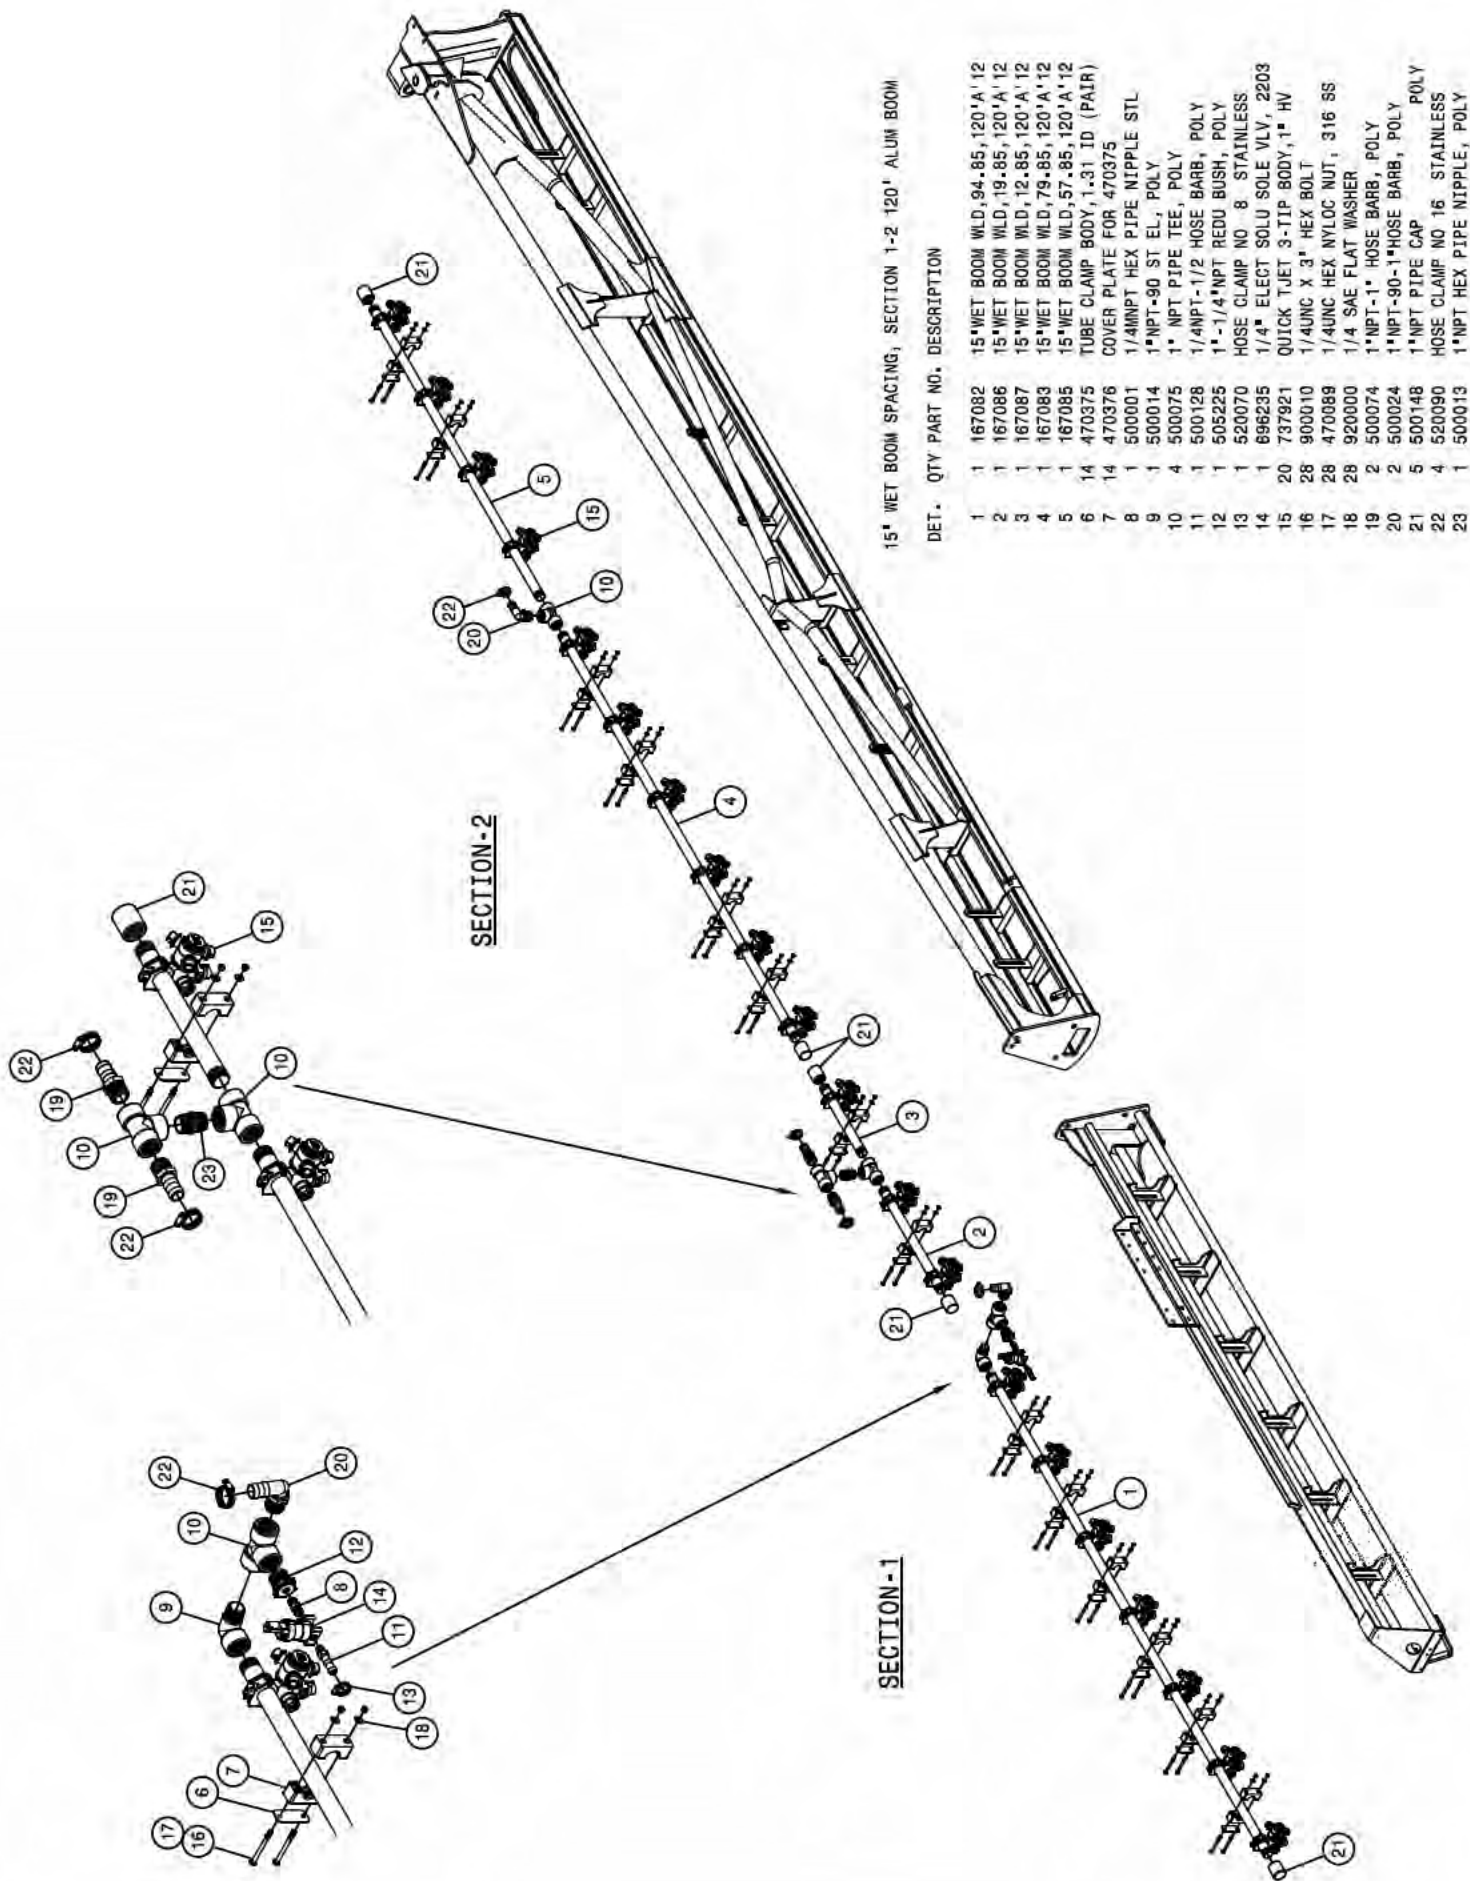 15" WET BOOM SPACING, SECTION 1-2 120' ALUM BOOM
DET. QTY PART NO. DESCRIPTION
1 1 167082 15"WET BOOM WLD,94.85,120'A'12
2 1 167086 15"WET BOOM WLD,19.85,120'A'12
3 1 167087 15"WET BOOM WLD,12.85,120'A'12
4 1 167083 15"WET BOOM WLD,79.85,120'A'12
5 1 167085 15"WET BOOM WLD,57.85,120'A'12
6 14 470375 TUBE CLAMP BODY,1.31 ID (PAIR)
7 14 470376 COVER PLATE FOR 470375
8 1 500001 1/4MNPT HEX PIPE NIPPLE STL
9 1 500014 1"NPT-90 ST EL, POLY
10 4 500075 1" NPT PIPE TEE, POLY
11 1 500128 1/4NPT-1/2 HOSE BARB, POLY
12 1 505225 1"-1/4"NPT REDU BUSH, POLY
13 1 520070 HOSE CLAMP NO 8 STAINLESS
14 1 696235 1/4" ELECT SOLU SOLE VLV, 2203
15 20 737921 QUICK TJET 3-TIP BODY,1" HV
16 28 900010 1/4UNC X 3" HEX BOLT
17 28 470089 1/4UNC HEX NYLOC NUT, 316 SS
18 28 920000 1/4 SAE FLAT WASHER
19 2 500074 1"NPT-1" HOSE BARB, POLY
20 2 500024 1"NPT-90-1"HOSE BARB, POLY
21 5 500148 1"NPT PIPE CAP POLY
22 4 520090 HOSE CLAMP NO 16 STAINLESS
23 1 500013 1"NPT HEX PIPE NIPPLE, POLY
SECTION-2
SECTION-1
22
19
10
19
22
23
10
21
15
22
20
10
12
8
14
11
13
18
9
7
6
17
16
21
5
15
10
22
20
4
21
3
2
21
1
21